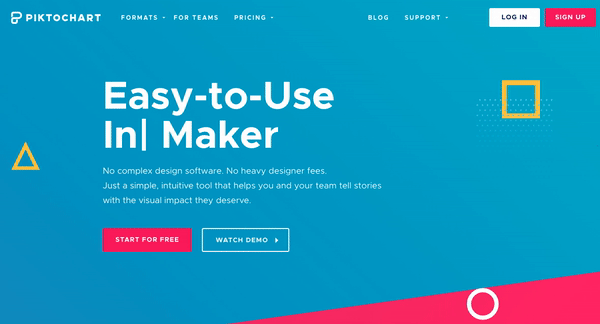 PIKTOCHART FORMATS FOR TEAMS PRICING BLOG SUPPORT LOG IN SIGN UP
Easy-to-Use
In| Maker
No complex design software. No heavy designer fees.
Just a simple, intuitive tool that helps you and your team tell stories
with the visual impact they deserve.
START FOR FREE WATCH DEMO